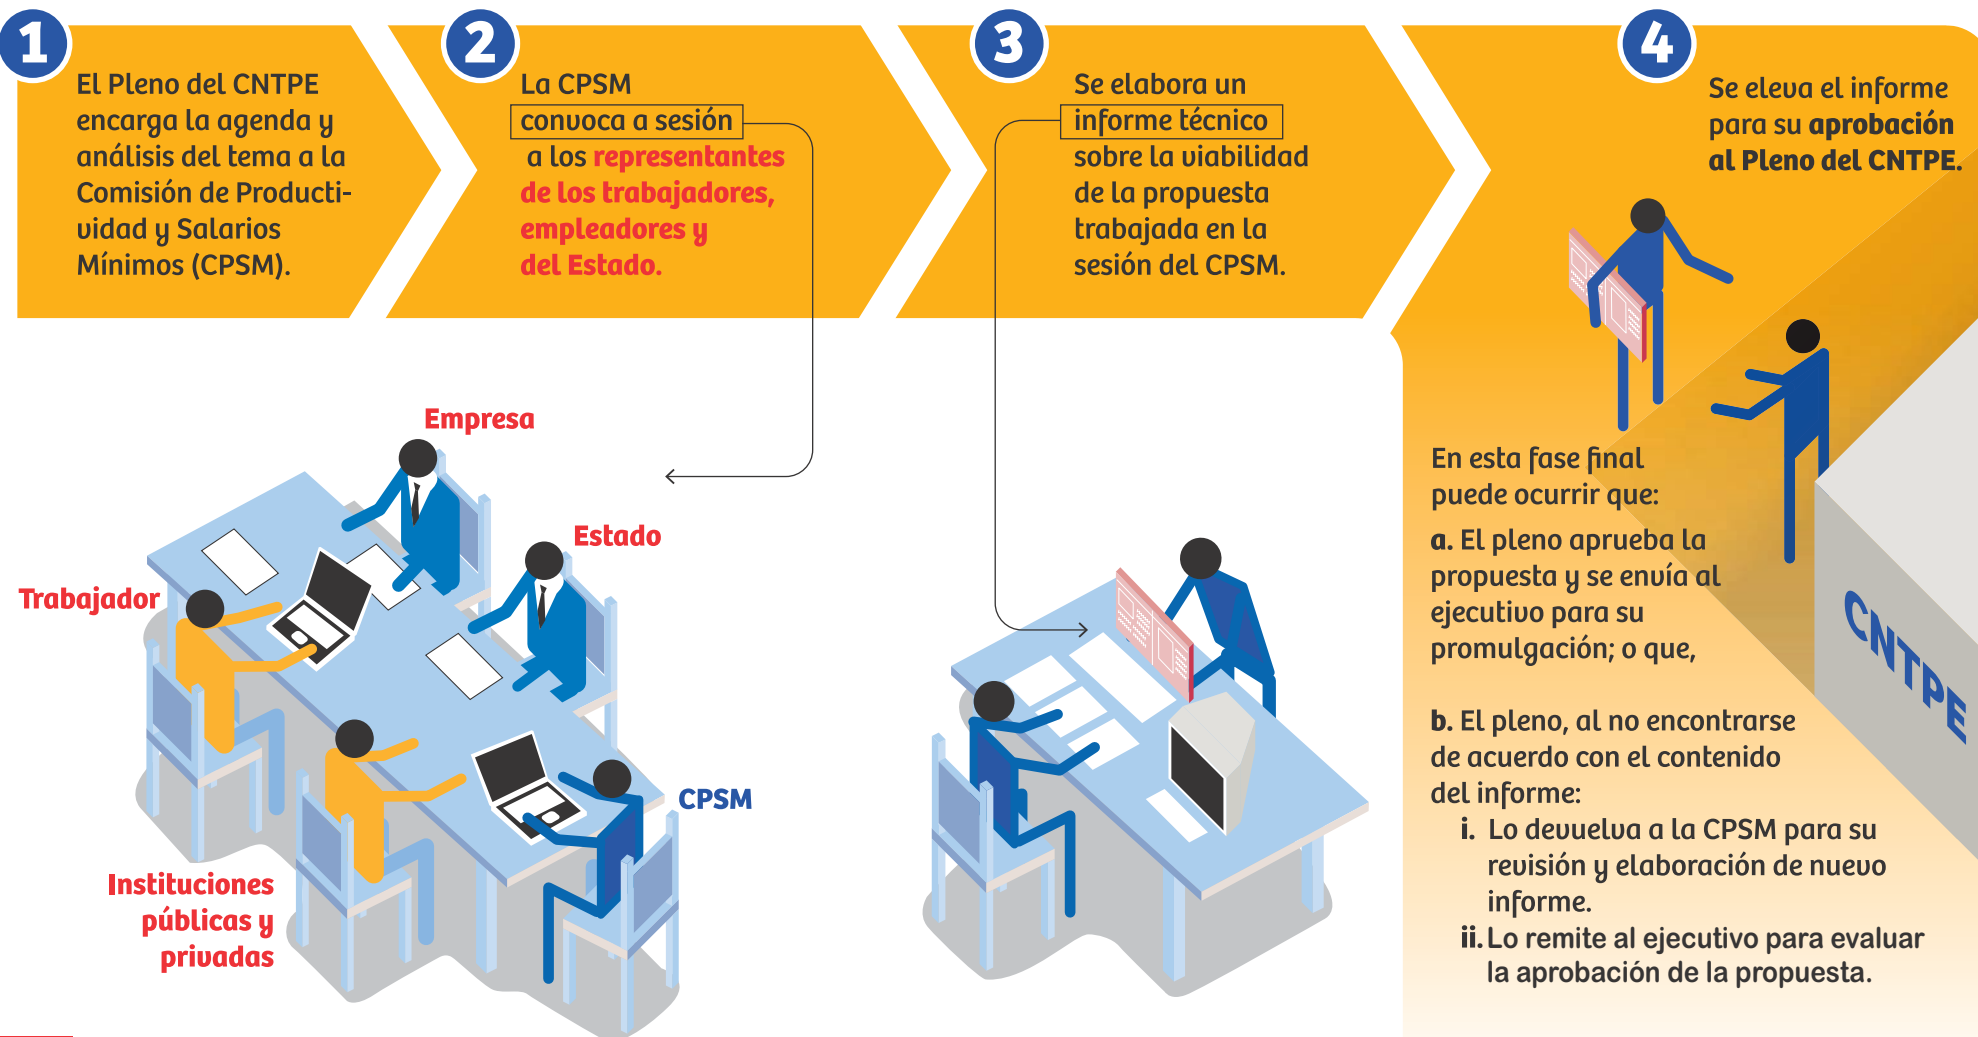 1
El Pleno del CNTPE
encarga la agenda y
análisis del tema a la
Comisión de Producti-
vidad y Salarios
Mínimos (CPSM).
2
La CPSM
convoca a sesión
a los representantes
de los trabajadores,
empleadores y
del Estado.
3
Se elabora un
informe técnico
sobre la viabilidad
de la propuesta
trabajada en la
sesión del CPSM.
4
Se eleva el informe
para su aprobación
al Pleno del CNTPE.
Empresa
Estado
Trabajador
CPSM
Instituciones
públicas y
privadas
En esta fase final
puede ocurrir que:
a. El pleno aprueba la
propuesta y se envía al
ejecutivo para su
promulgación; o que,
b. El pleno, al no encontrarse
de acuerdo con el contenido
del informe:
i. Lo devuelva a la CPSM para su
revisión y elaboración de nuevo
informe.
ii. Lo remite al ejecutivo para evaluar
la aprobación de la propuesta.
CNTPE